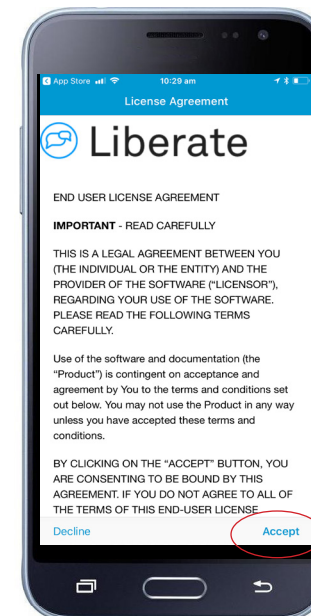 App Store 10:29 am
License Agreement
Liberate
END USER LICENSE AGREEMENT
IMPORTANT - READ CAREFULLY
THIS IS A LEGAL AGREEMENT BETWEEN YOU
(THE INDIVIDUAL OR THE ENTITY) AND THE
PROVIDER OF THE SOFTWARE ("LICENSOR"),
REGARDING YOUR USE OF THE SOFTWARE.
PLEASE READ THE FOLLOWING TERMS
CAREFULLY.
Use of the software and documentation (the
“Product”) is contingent on acceptance and
agreement by You to the terms and conditions set
out below. You may not use the Product in any way
unless you have accepted these terms and
conditions.
BY CLICKING ON THE “ACCEPT” BUTTON, YOU
ARE CONSENTING TO BE BOUND BY THIS
AGREEMENT. IF YOU DO NOT AGREE TO ALL OF
THE TERMS OF THIS END-USER LICENSE
Decline Accept